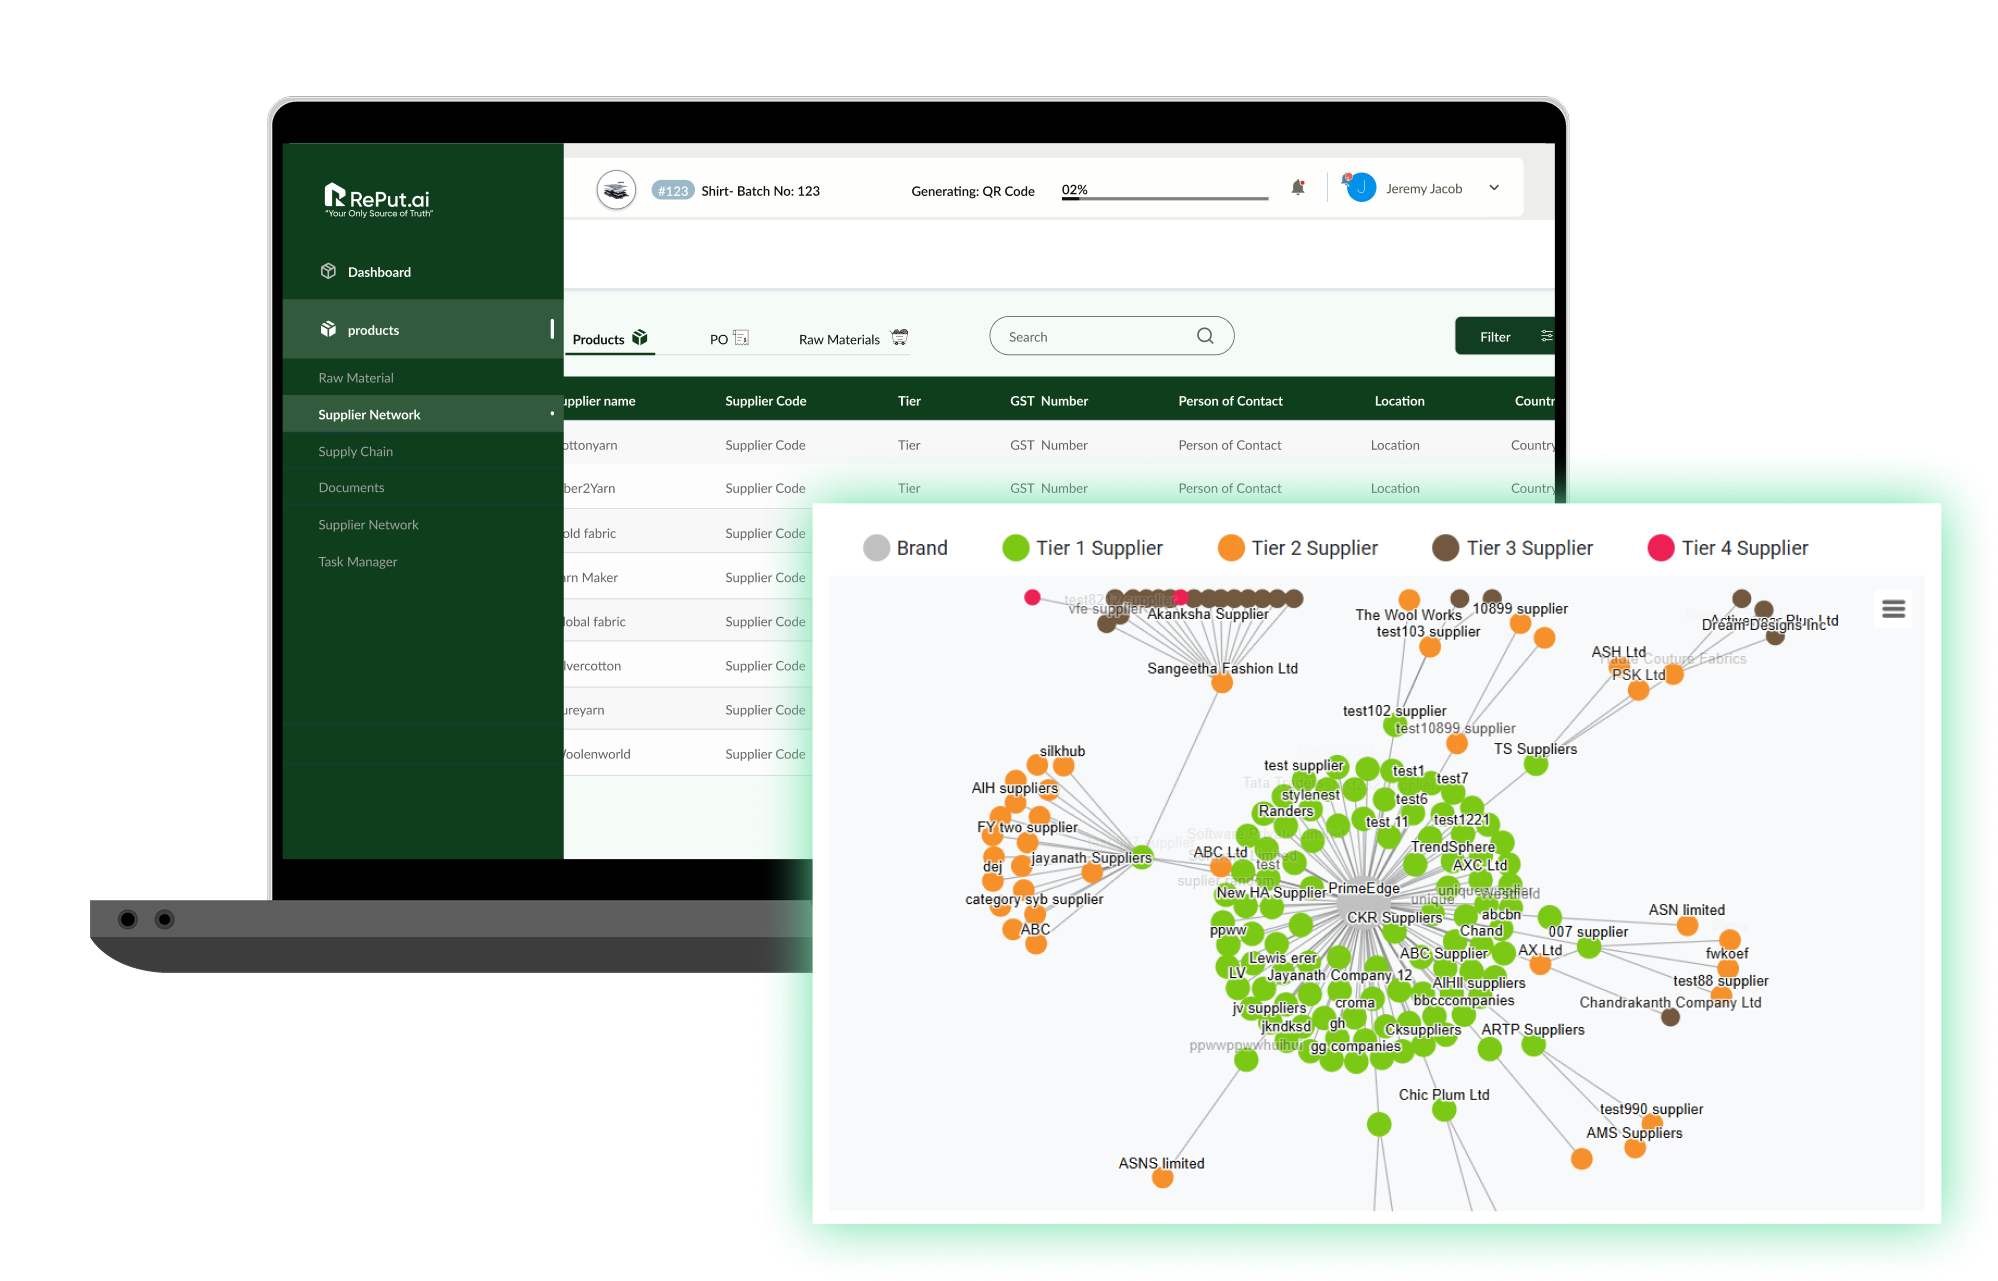 RePut.ai
"Your Only Source of Truth"
#123 Shirt- Batch No: 123
Generating: QR Code 02%
J Jeremy Jacob
Dashboard
products
Raw Material
Supplier Network
Supply Chain
Documents
Supplier Network
Task Manager
Products PO Raw Materials Search Filter
upplier name Supplier Code Tier GST Number Person of Contact Location Countr
ottonyarn Supplier Code Tier GST Number Person of Contact Location Country
ber2Yarn Supplier Code Tier GST Number Person of Contact Location Country
old fabric Supplier Code
arn Maker Supplier Code
lobal fabric Supplier Code
lvercotton Supplier Code
ureyarn Supplier Code
Voolenworld Supplier Code
Brand Tier 1 Supplier Tier 2 Supplier Tier 3 Supplier Tier 4 Supplier
vfe supplier
Akanksha Supplier
Sangeetha Fashion Ltd
The Wool Works
10899 supplier
test103 supplier
Dream Designs Inc
ASH Ltd
Haute Couture Fabrics
PSK Ltd
test102 supplier
test10899 supplier
TS Suppliers
silkhub
AIH suppliers
FY two supplier
jayanath Suppliers
dej
category syb supplier
ABC
test supplier
test1
test7
stylenest
test6
Randers
test 11
test1221
TrendSphere
ABC Ltd
test
AXC Ltd
suplier random
PrimeEdge
New HA Supplier
unique
CKR Suppliers
abcbn
ppww
Chand
007 supplier
ASN limited
Lewis erer
ABC Supplier
AX Ltd
fwkoef
LV
Jayanath Company 12
AIHII suppliers
test88 supplier
jv suppliers
croma
bbcccompanies
Chandrakanth Company Ltd
jkndksd
gh
Cksuppliers
ARTP Suppliers
ppwwppwwhuihui
gg companies
Chic Plum Ltd
test990 supplier
AMS Suppliers
ASNS limited